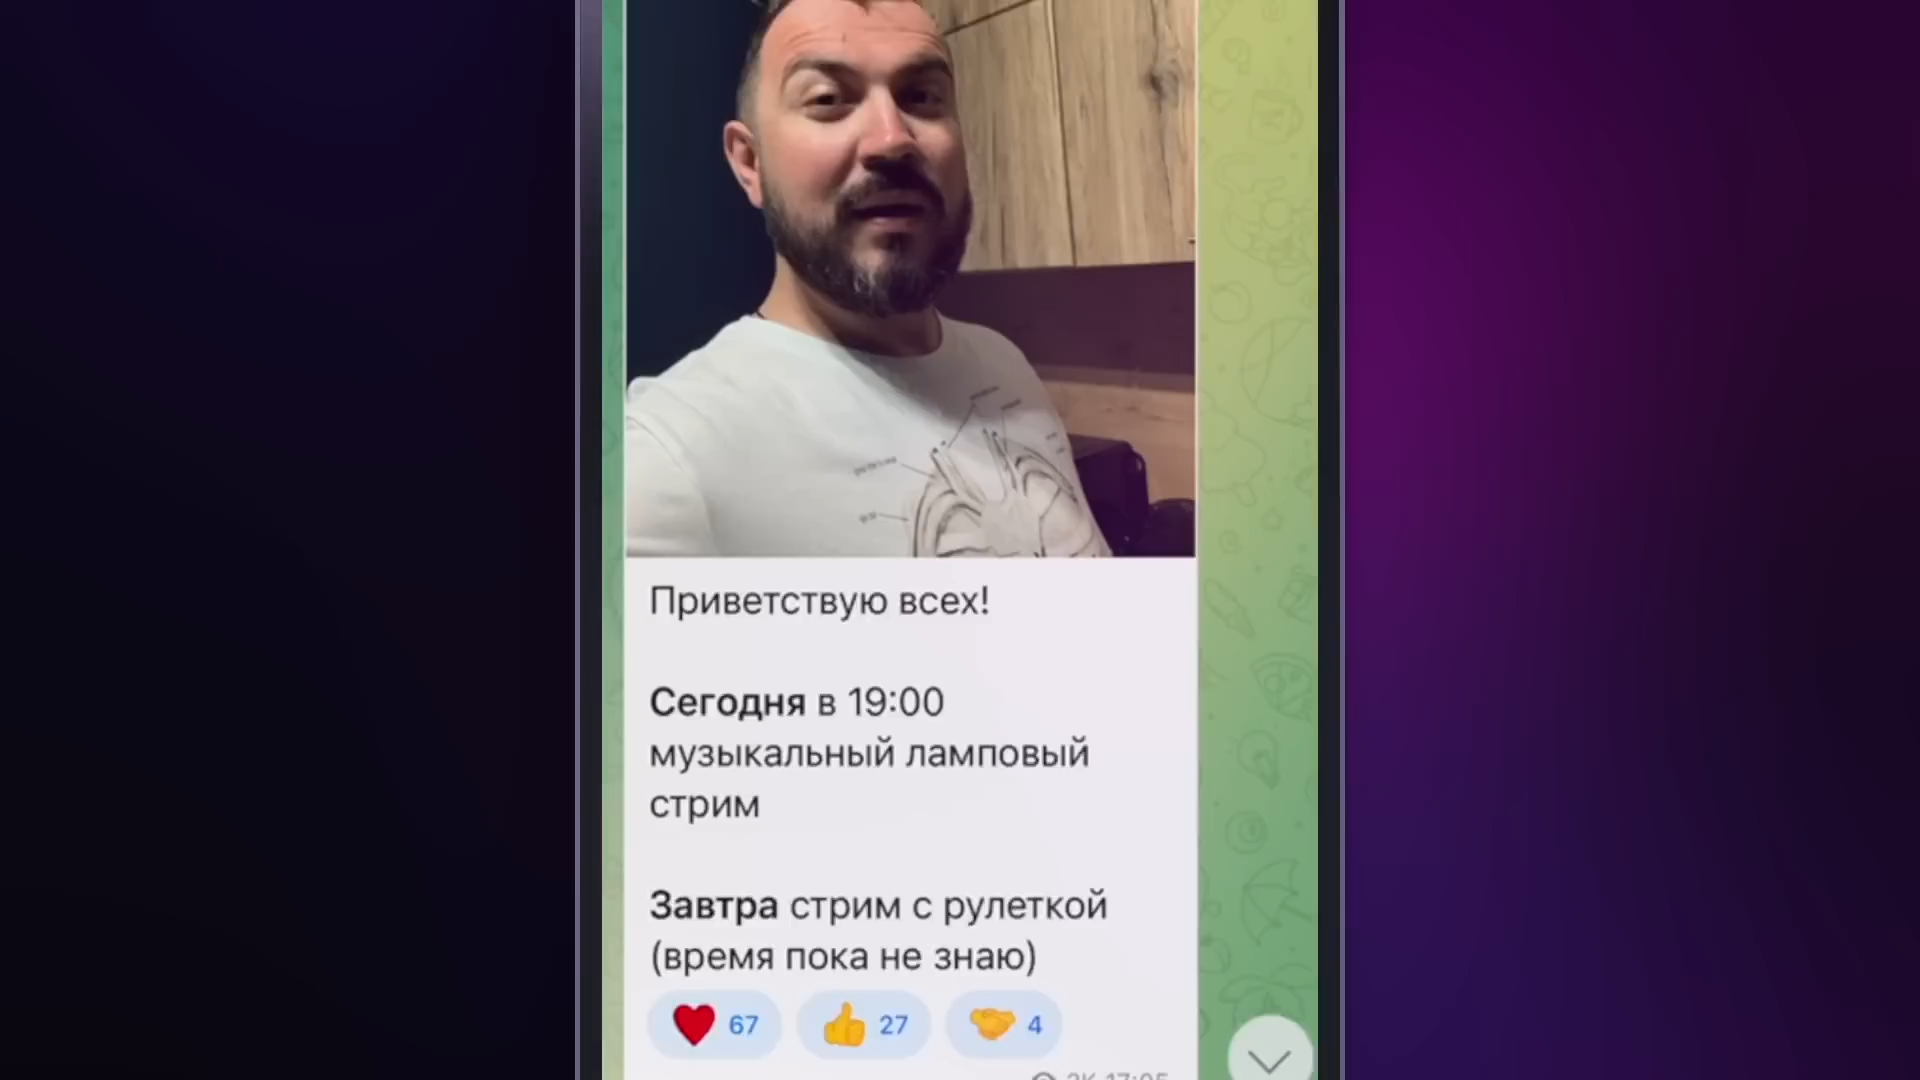 Приветствую всех!
Сегодня в 19:00
музыкальный ламповый
стрим
Завтра стрим с рулеткой
(время пока не знаю)
67 27 4